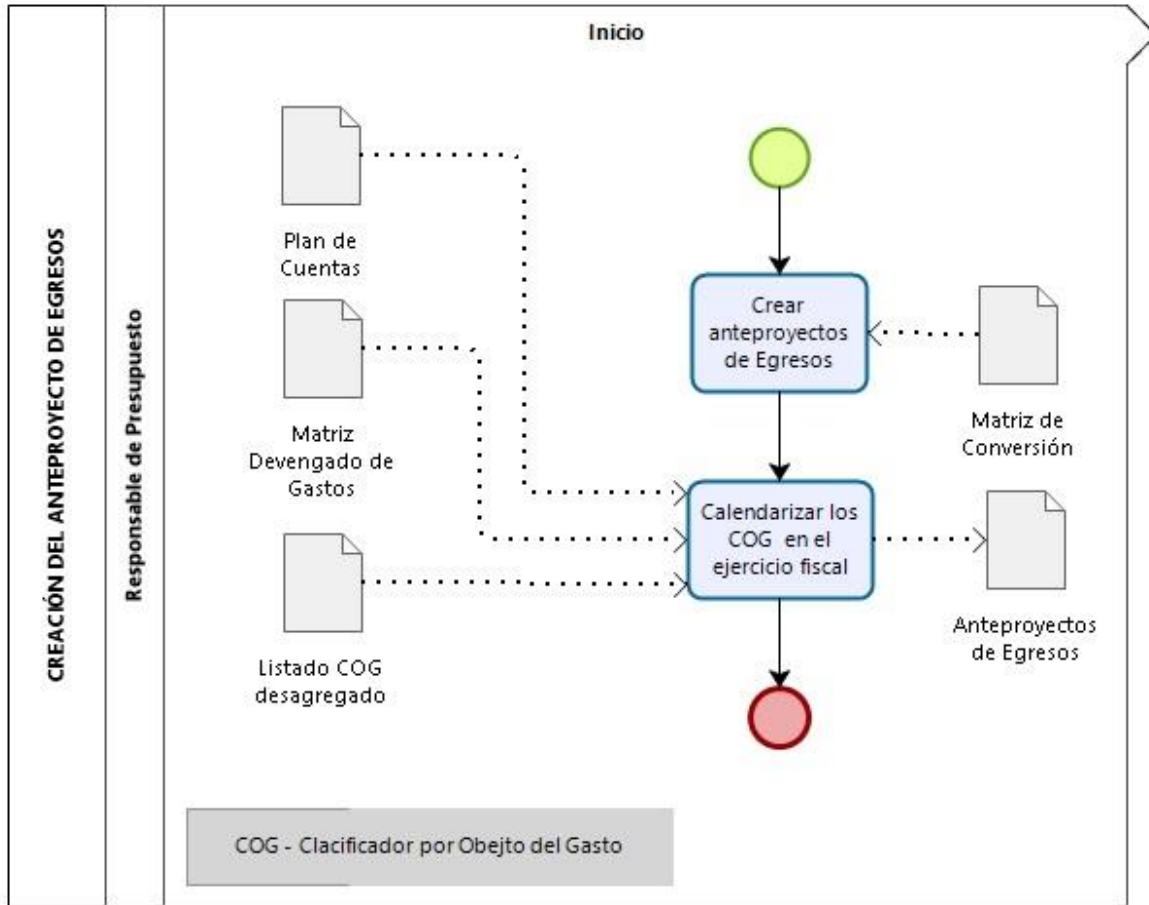 Inicio
CREACIÓN DEL ANTEPROYECTO DE EGRESOS
Responsable de Presupuesto
Plan de
Cuentas
Crear
anteproyectos
de Egresos
Matriz
Devengado de
Gastos
Matriz de
Conversión
Calendarizar los
COG en el
ejercicio fiscal
Listado COG
desagregado
Anteproyectos
de Egresos
COG - Clacificador por Obejto del Gasto